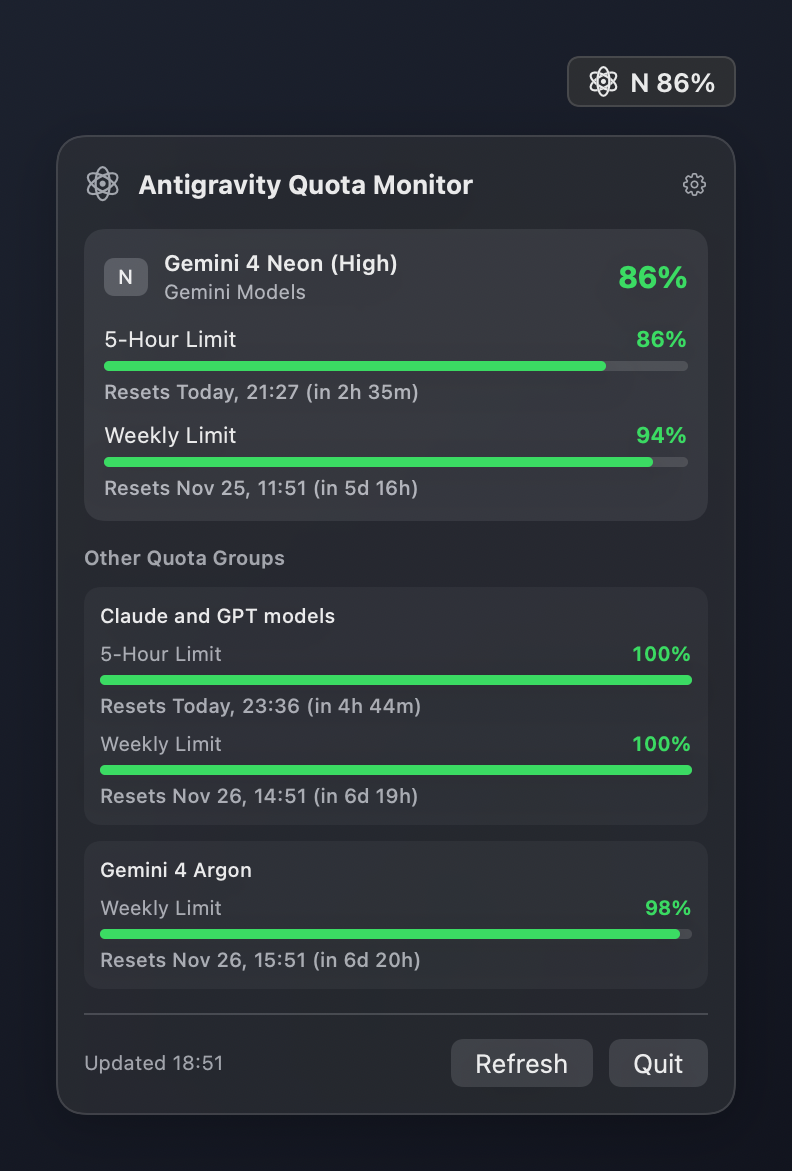 N 86%
Antigravity Quota Monitor
N
Gemini 4 Neon (High)
86%
Gemini Models
5-Hour Limit
86%
Resets Today, 21:27 (in 2h 35m)
Weekly Limit
94%
Resets Nov 25, 11:51 (in 5d 16h)
Other Quota Groups
Claude and GPT models
5-Hour Limit
100%
Resets Today, 23:36 (in 4h 44m)
Weekly Limit
100%
Resets Nov 26, 14:51 (in 6d 19h)
Gemini 4 Argon
Weekly Limit
98%
Resets Nov 26, 15:51 (in 6d 20h)
Updated 18:51
Refresh
Quit